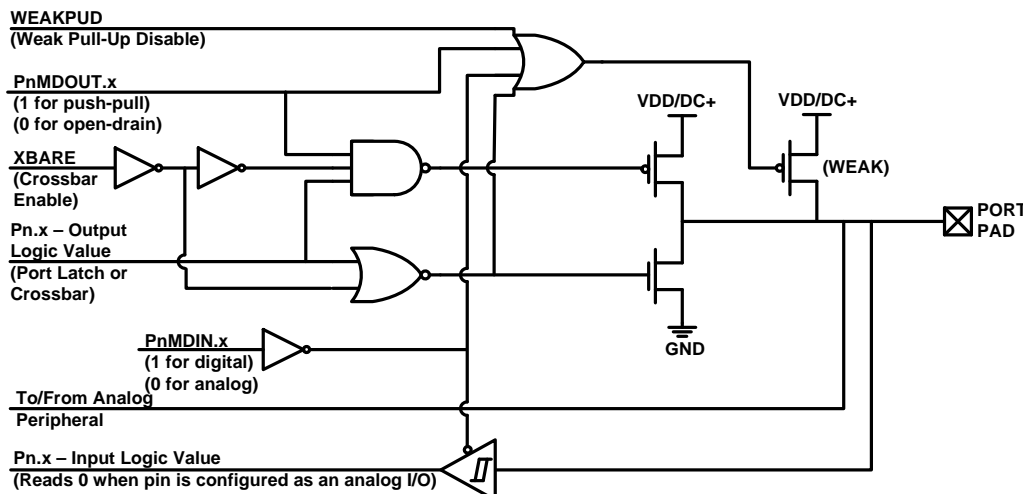 WEAKPUD
(Weak Pull-Up Disable)
PnMDOUT.x
(1 for push-pull)
(0 for open-drain)
XBARE
(Crossbar
Enable)
Pn.x – Output
Logic Value
(Port Latch or
Crossbar)
PnMDIN.x
(1 for digital)
(0 for analog)
To/From Analog
Peripheral
Pn.x – Input Logic Value
(Reads 0 when pin is configured as an analog I/O)
VDD/DC+
VDD/DC+
(WEAK)
GND
PORT
PAD